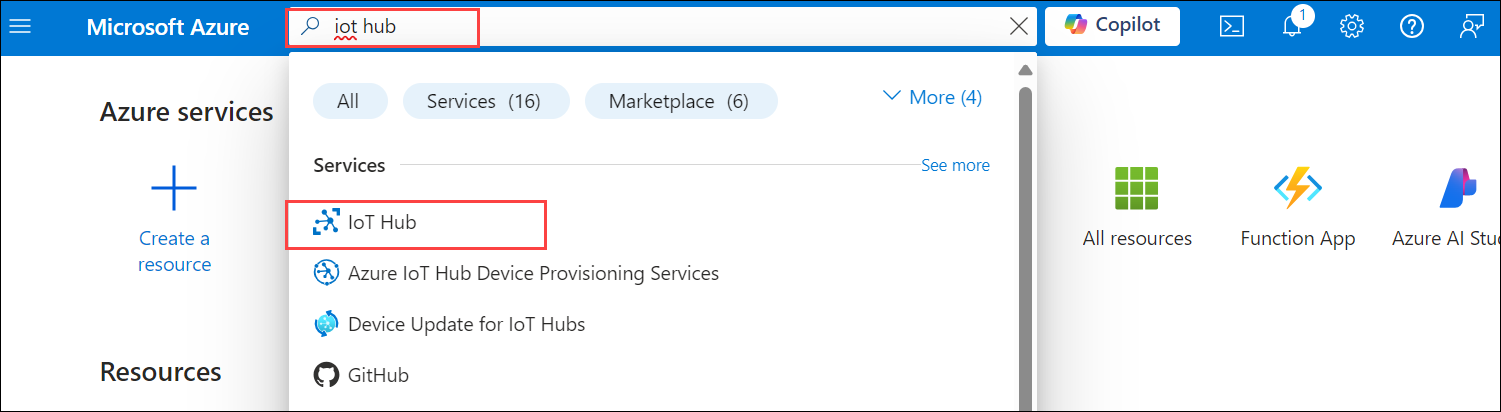 Microsoft Azure
iot hub
Copilot
1
All
Services (16)
Marketplace (6)
More (4)
Azure services
Services
See more
Create a
resource
IoT Hub
Azure IoT Hub Device Provisioning Services
Device Update for IoT Hubs
GitHub
All resources
Function App
Azure AI Stu
Resources